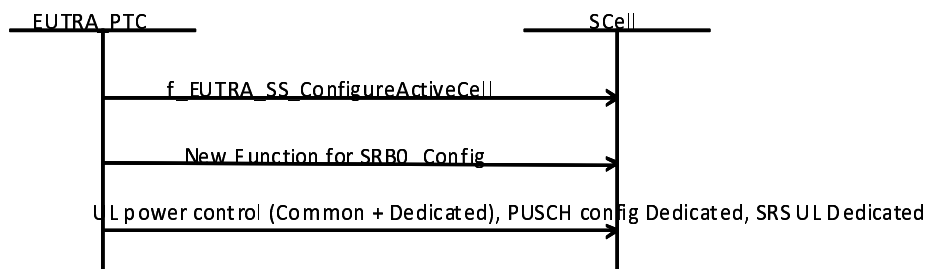 EUTRA_PTC
SCell
f_EUTRA_SS_ConfigureActiveCell
New Function for SRB0_Config
UL power control (Common + Dedicated), PUSCH config Dedicated, SRS UL Dedicated